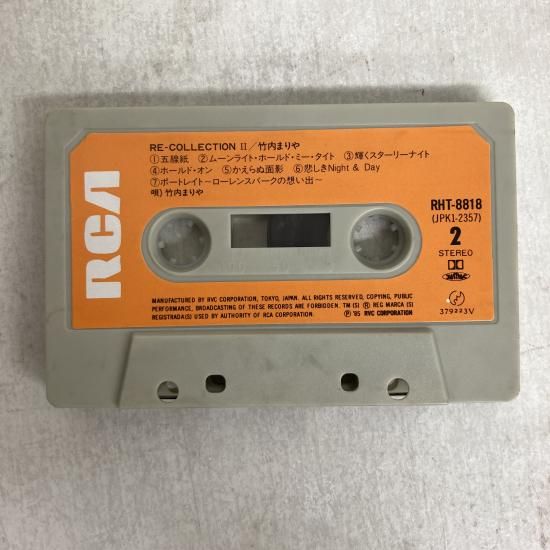 RCA
RE-COLLECTION II／竹内まりや
①五線紙 ②ムーンライト・ホールド・ミー・タイト ③輝くスターリーナイト
④ホールド・オン ⑤かえらぬ面影 ⑥悲しきNight & Day
⑦ポートレイト〜ローレンスパークの想い出〜
唄) 竹内まりや
RHT-8818
(JPK1-2357)
2
STEREO
MANUFACTURED BY RVC CORPORATION, TOKYO, JAPAN. ALL RIGHTS RESERVED, COPYING, PUBLIC
PERFORMANCE, BROADCASTING OF THESE RECORDS ARE FORBIDDEN. TM (S) ® REG MARCA (S)
REGISTRADA(S) USED BY AUTHORITY OF RCA CORPORATION. Ⓟ '85 RVC CORPORATION
379223V